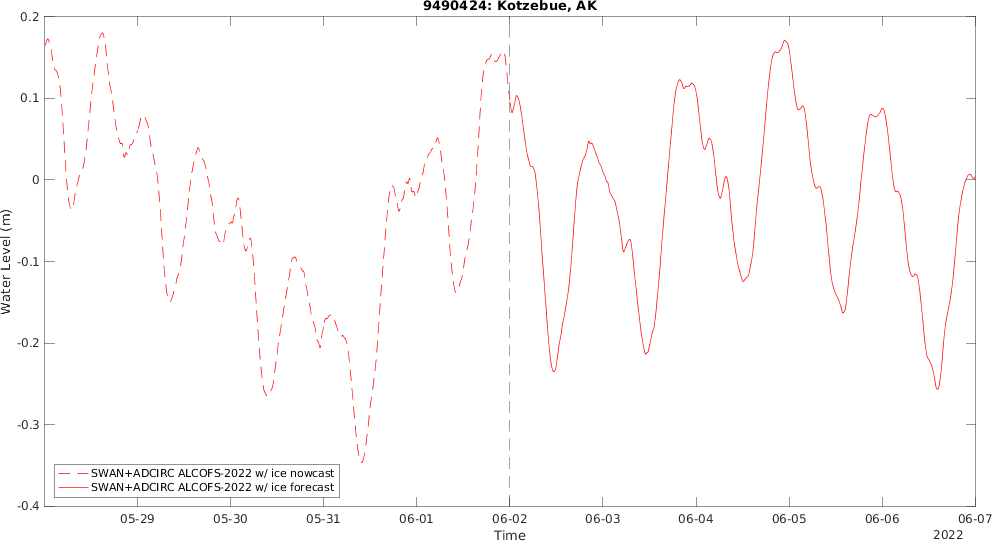 9490424: Kotzebue, AK
0.2
0.1
0
-0.1
-0.2
-0.3
-0.4
Water Level (m)
SWAN+ADCIRC ALCOFS-2022 w/ ice nowcast
SWAN+ADCIRC ALCOFS-2022 w/ ice forecast
05-29 05-30 05-31 06-01 06-02 06-03 06-04 06-05 06-06 06-07
Time
2022